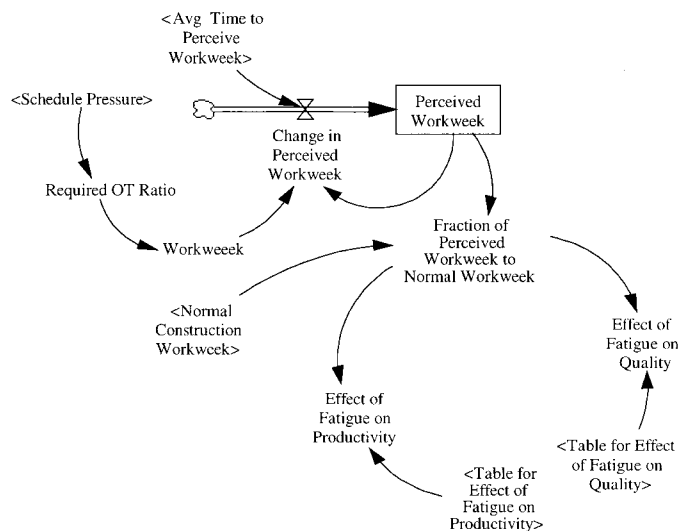 <Avg Time to
Perceive
Workweek>
<Schedule Pressure>
Perceived
Workweek
Change in
Perceived
Workweek
Required OT Ratio
Workweeek
Fraction of
Perceived
Workweek to
Normal Workweek
<Normal
Construction
Workweek>
Effect of
Fatigue on
Quality
Effect of
Fatigue on
Productivity
<Table for Effect
of Fatigue on
Quality>
<Table for
Effect of
Fatigue on
Productivity>